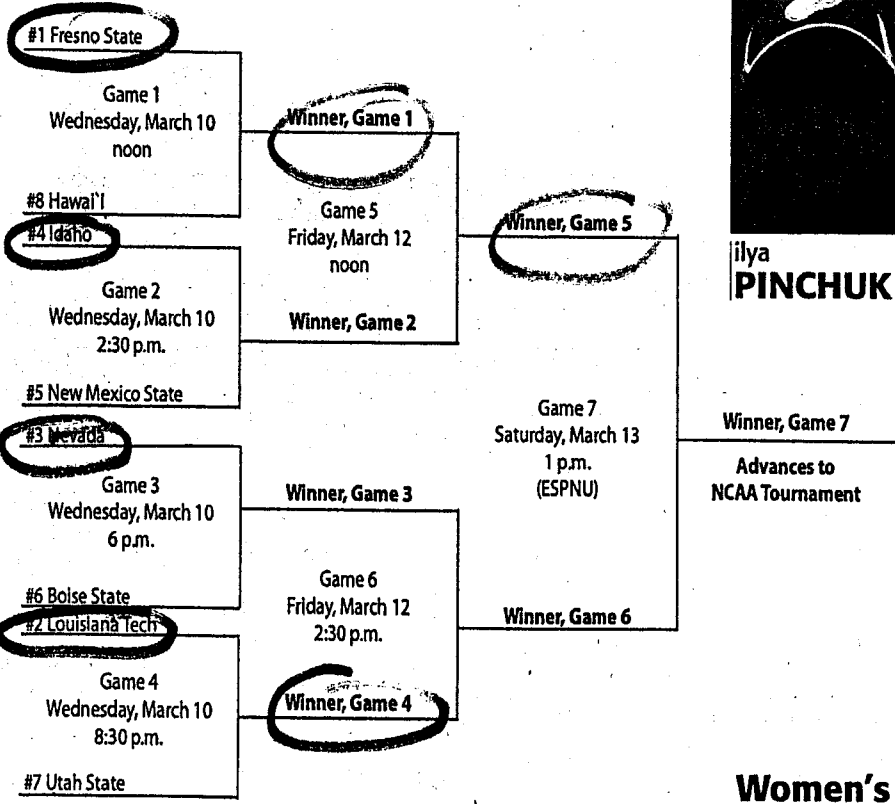 #1 Fresno State
Game 1
Wednesday, March 10
noon
#8 Hawai`I
#4 Idaho
Game 2
Wednesday, March 10
2:30 p.m.
#5 New Mexico State
#3 Nevada
Game 3
Wednesday, March 10
6 p.m.
#6 Boise State
#2 Louisiana Tech
Game 4
Wednesday, March 10
8:30 p.m.
#7 Utah State
Winner, Game 1
Game 5
Friday, March 12
noon
Winner, Game 2
Winner, Game 3
Game 6
Friday, March 12
2:30 p.m.
Winner, Game 4
Winner, Game 5
Game 7
Saturday, March 13
1 p.m.
(ESPNU)
Winner, Game 6
Winner, Game 7
Advances to
NCAA Tournament
ilya
PINCHUK
Women's